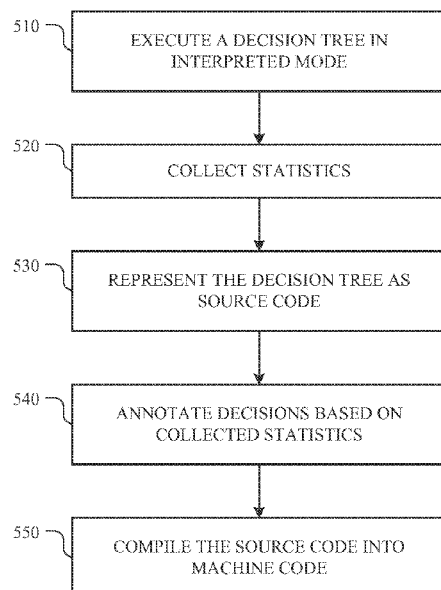 510
EXECUTE A DECISION TREE IN
INTERPRETED MODE
520
COLLECT STATISTICS
530
REPRESENT THE DECISION TREE AS
SOURCE CODE
540
ANNOTATE DECISIONS BASED ON
COLLECTED STATISTICS
550
COMPILE THE SOURCE CODE INTO
MACHINE CODE